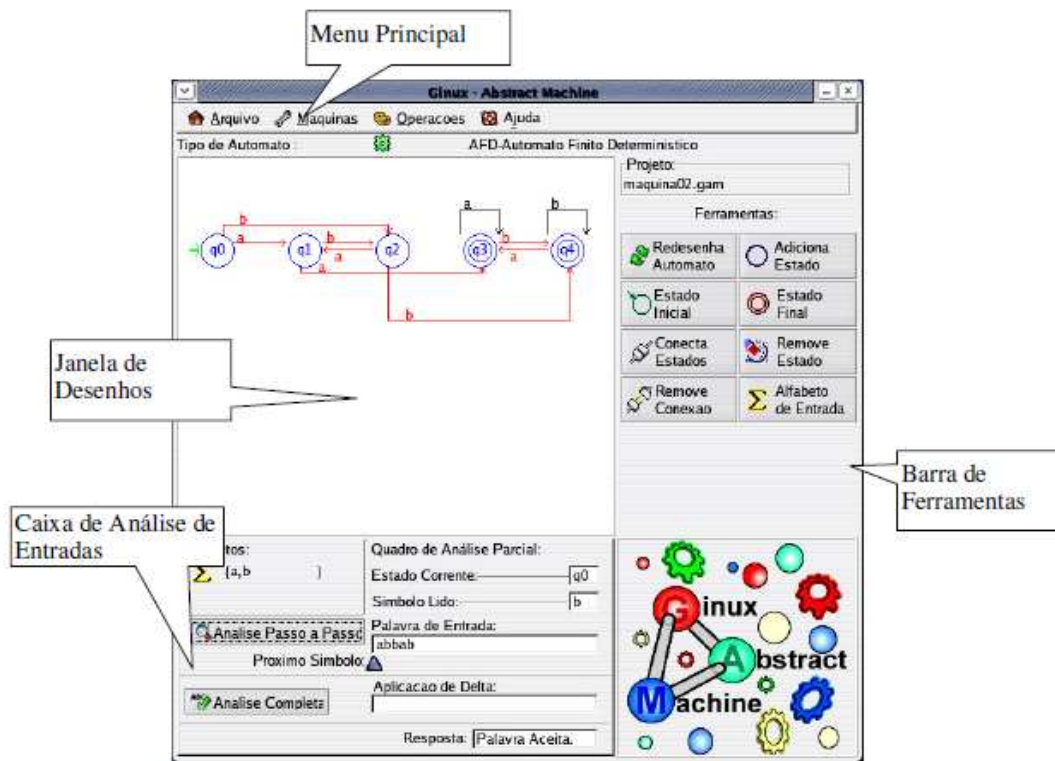 Menu Principal
Ginux - Abstract Machine
Arquivo Maquinas Operacoes Ajuda
Tipo de Automato : AFD-Automato Finito Deterministico
Projeto:
maquina02.gam
Ferramentas:
Redesenha
Automato
Adiciona
Estado
Estado
Inicial
Estado
Final
Conecta
Estados
Remove
Estado
Remove
Conexao
Σ Alfabeto
de Entrada
b
a
q0
q1
b
a
q2
a
b
a
q3
b
a
b
q4
Janela de
Desenhos
Barra de
Ferramentas
Caixa de Análise de
Entradas
tos:
Σ {a,b }
Quadro de Análise Parcial:
Estado Corrente: q0
Simbolo Lido: b
Analise Passo a Passo
Palavra de Entrada:
abbab
Proximo Simbolo:
Analise Completa
Aplicacao de Delta:
Resposta: Palavra Aceita.
Ginux
Abstract
Machine